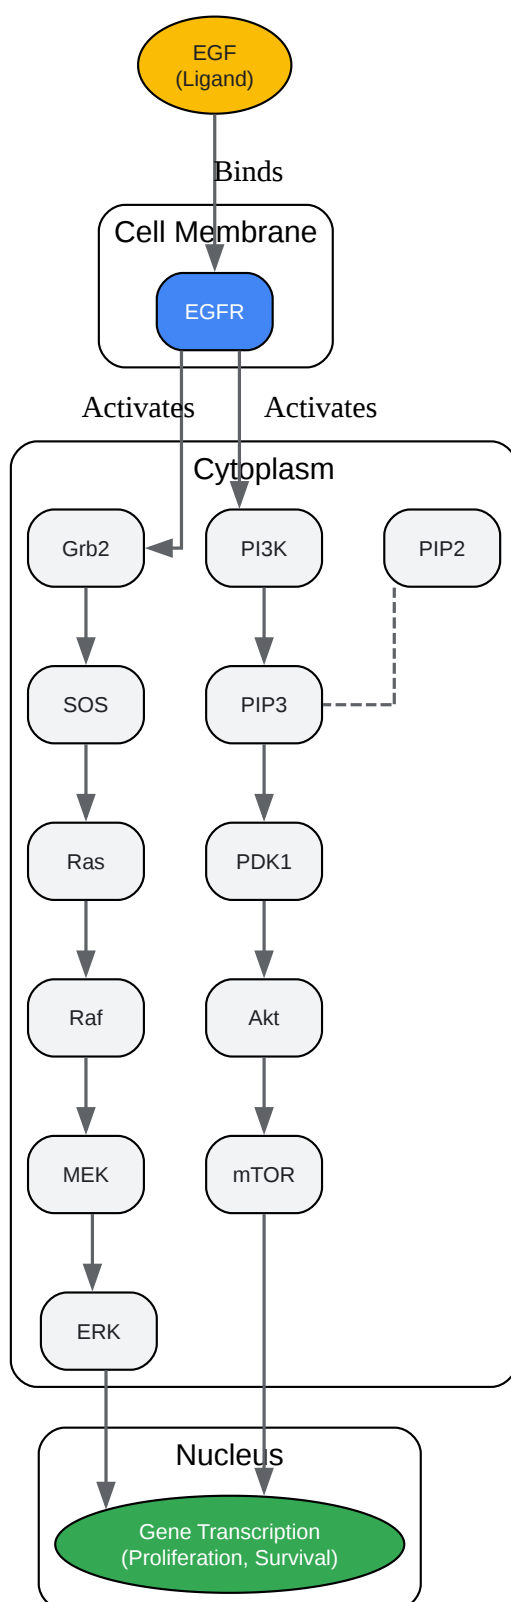 EGF
(Ligand)
Binds
Cell Membrane
EGFR
Activates
Activates
Cytoplasm
Grb2
PI3K
PIP2
SOS
PIP3
Ras
PDK1
Raf
Akt
MEK
mTOR
ERK
Nucleus
Gene Transcription
(Proliferation, Survival)